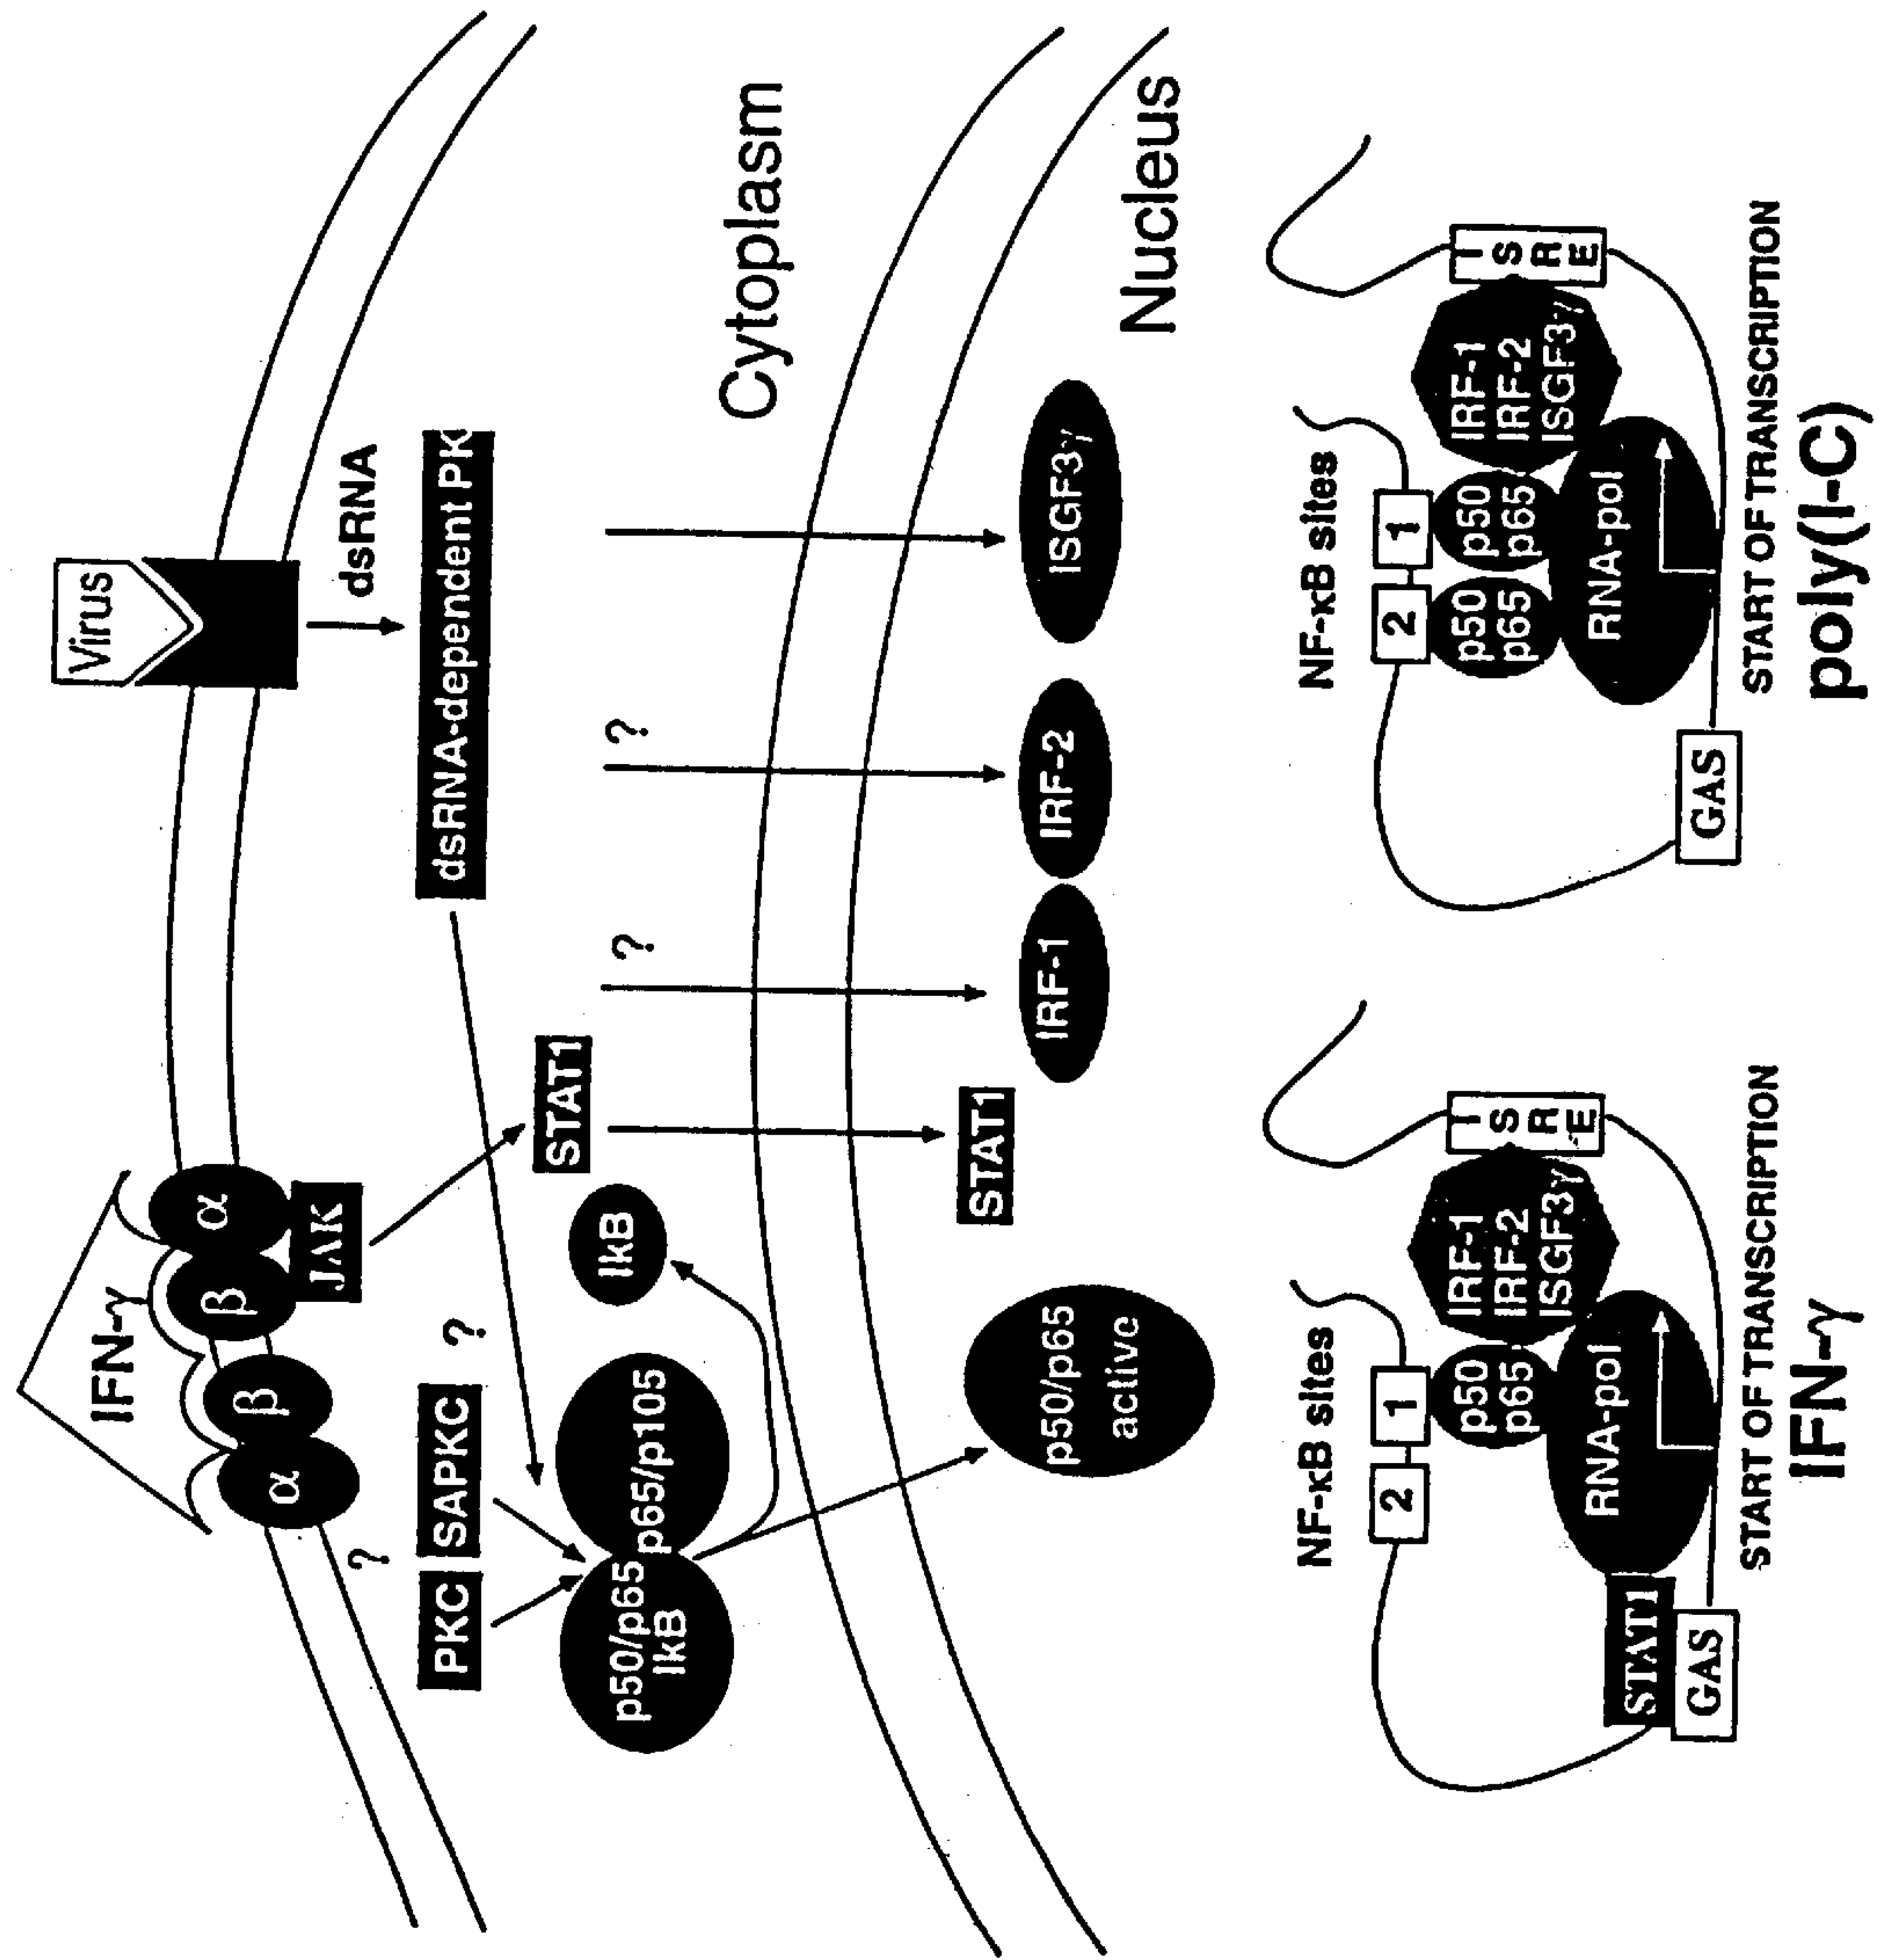 Virus
IFN-γ
α
β
β
α
JAK
dsRNA
?
PKC
SAPKC
?
dsRNA-dependent PK
STAT1
IkB
p50/p65
IkB
p65/p105
?
?
Cytoplasm
STAT1
p50/p65
active
IRF-1
IRF-2
ISGF3γ
Nucleus
NF-κB sites
2
1
p50
p65
IRF-1
IRF-2
ISGF3γ
ISRE
RNA-pol
STAT1
GAS
START OF TRANSCRIPTION
IFN-γ
NF-κB sites
2
1
p50
p65
p50
p65
IRF-1
IRF-2
ISGF3γ
ISRE
RNA-pol
GAS
START OF TRANSCRIPTION
poly(I-C)